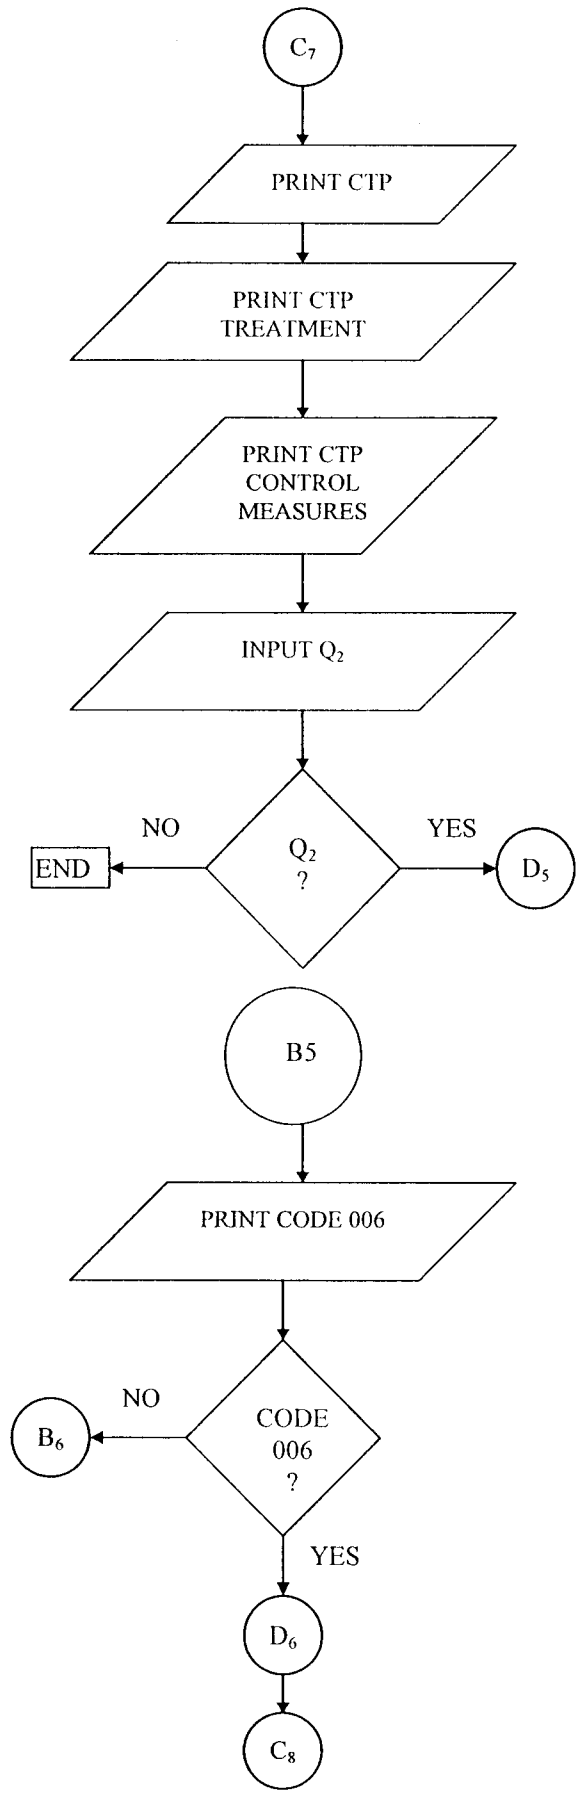 C₇
PRINT CTP
PRINT CTP
TREATMENT
PRINT CTP
CONTROL
MEASURES
INPUT Q₂
NO
YES
END
Q₂
?
D₅
B5
PRINT CODE 006
NO
B₆
CODE
006
?
YES
D₆
C₈